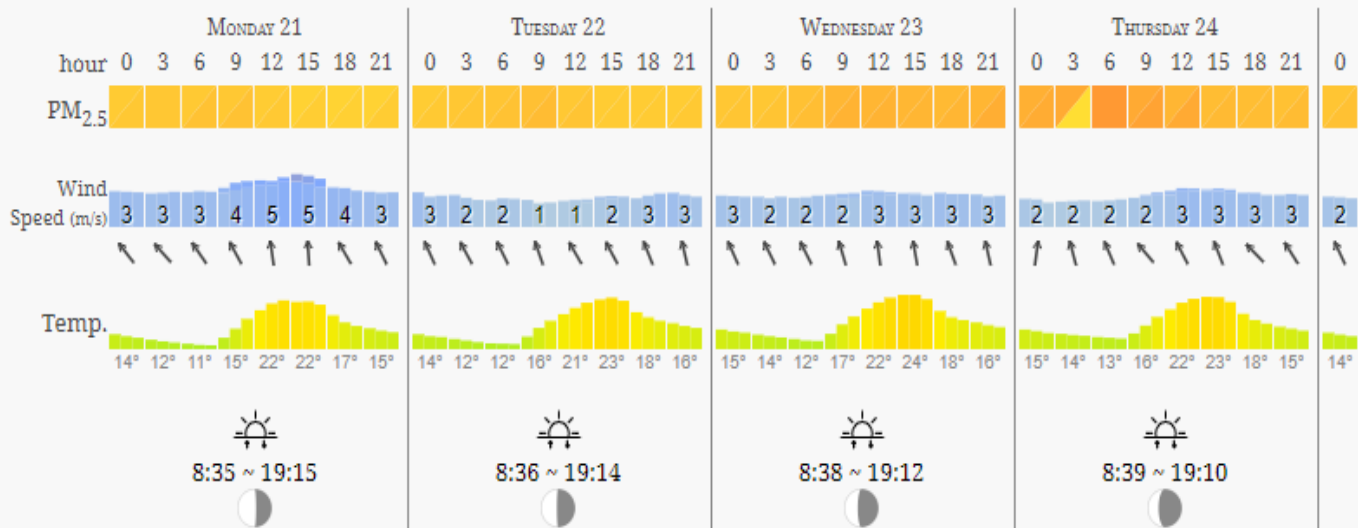 Monday 21 Tuesday 22 Wednesday 23 Thursday 24
hour 0 3 6 9 12 15 18 21 0 3 6 9 12 15 18 21 0 3 6 9 12 15 18 21 0 3 6 9 12 15 18 21 0
PM2.5
Wind
Speed (m/s) 3 3 3 4 5 5 4 3 3 2 2 1 1 2 3 3 3 2 2 2 3 3 3 3 2 2 2 2 3 3 3 3 2
Temp.
14° 12° 11° 15° 22° 22° 17° 15° 14° 12° 12° 16° 21° 23° 18° 16° 15° 14° 12° 17° 22° 24° 18° 16° 15° 14° 13° 16° 22° 23° 18° 15° 14°
8:35 ~ 19:15 8:36 ~ 19:14 8:38 ~ 19:12 8:39 ~ 19:10